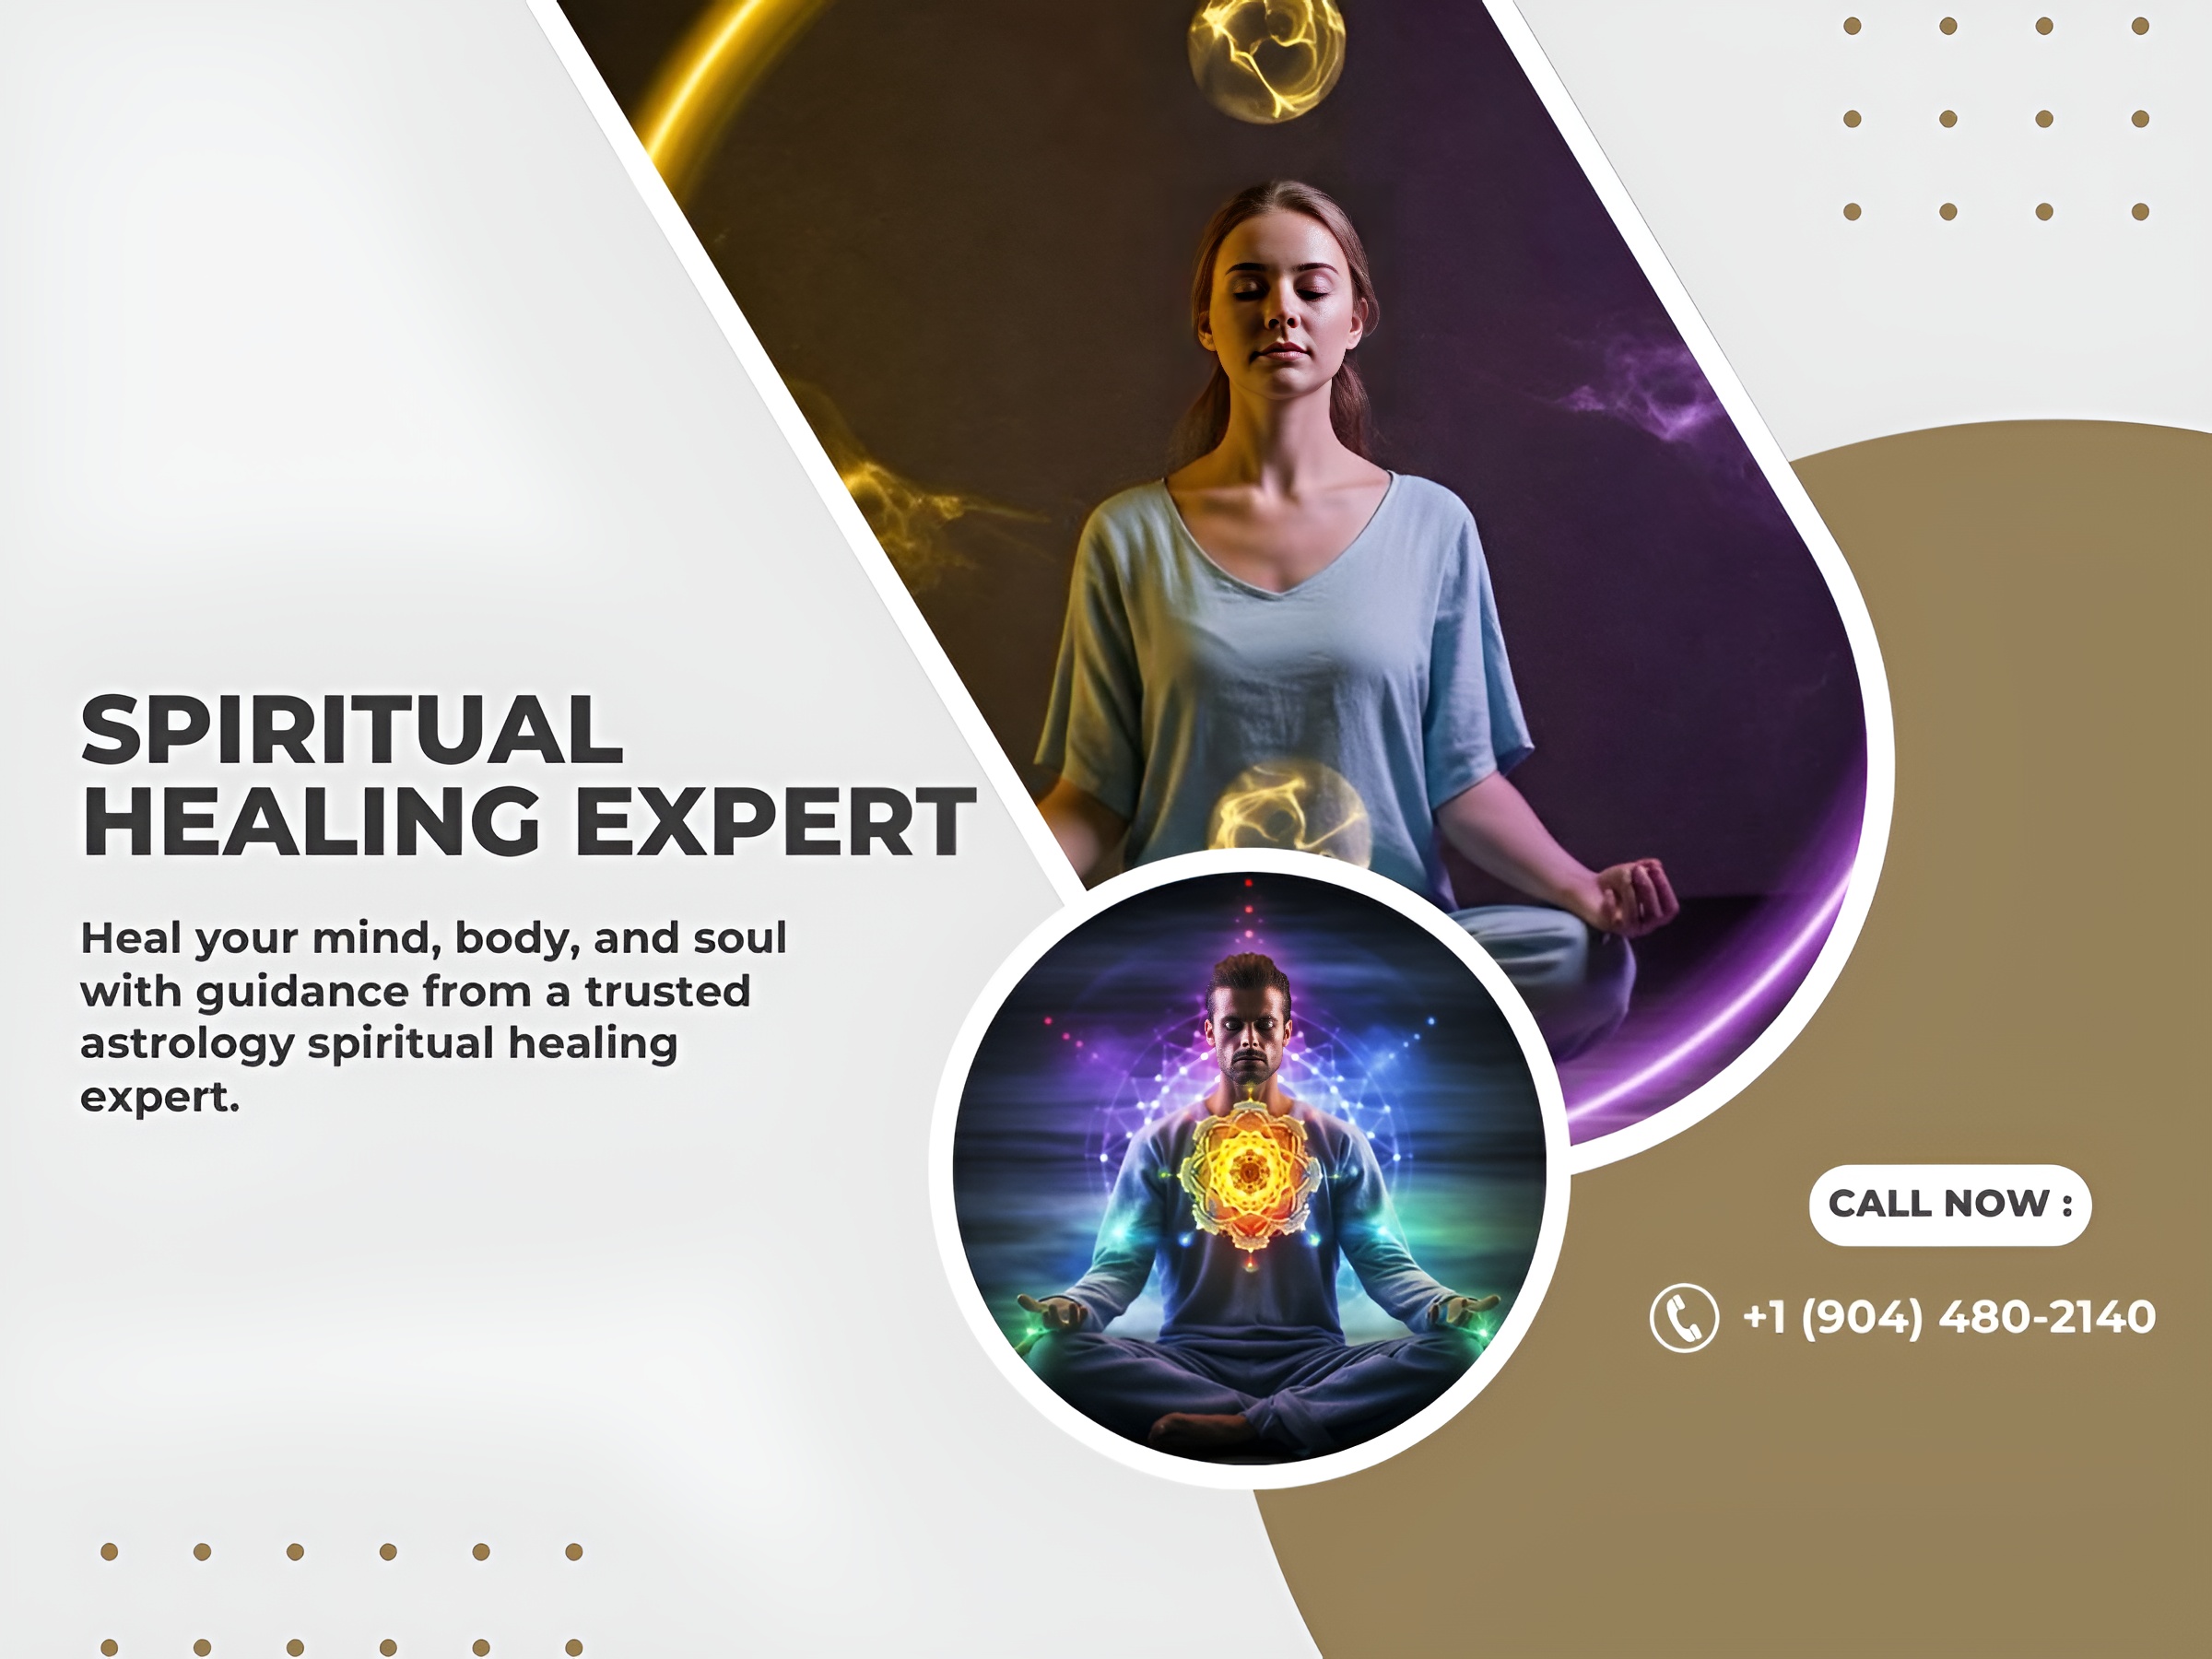 SPIRITUAL
HEALING EXPERT
Heal your mind, body, and soul
with guidance from a trusted
astrology spiritual healing
expert.
CALL NOW :
+1 (904) 480-2140